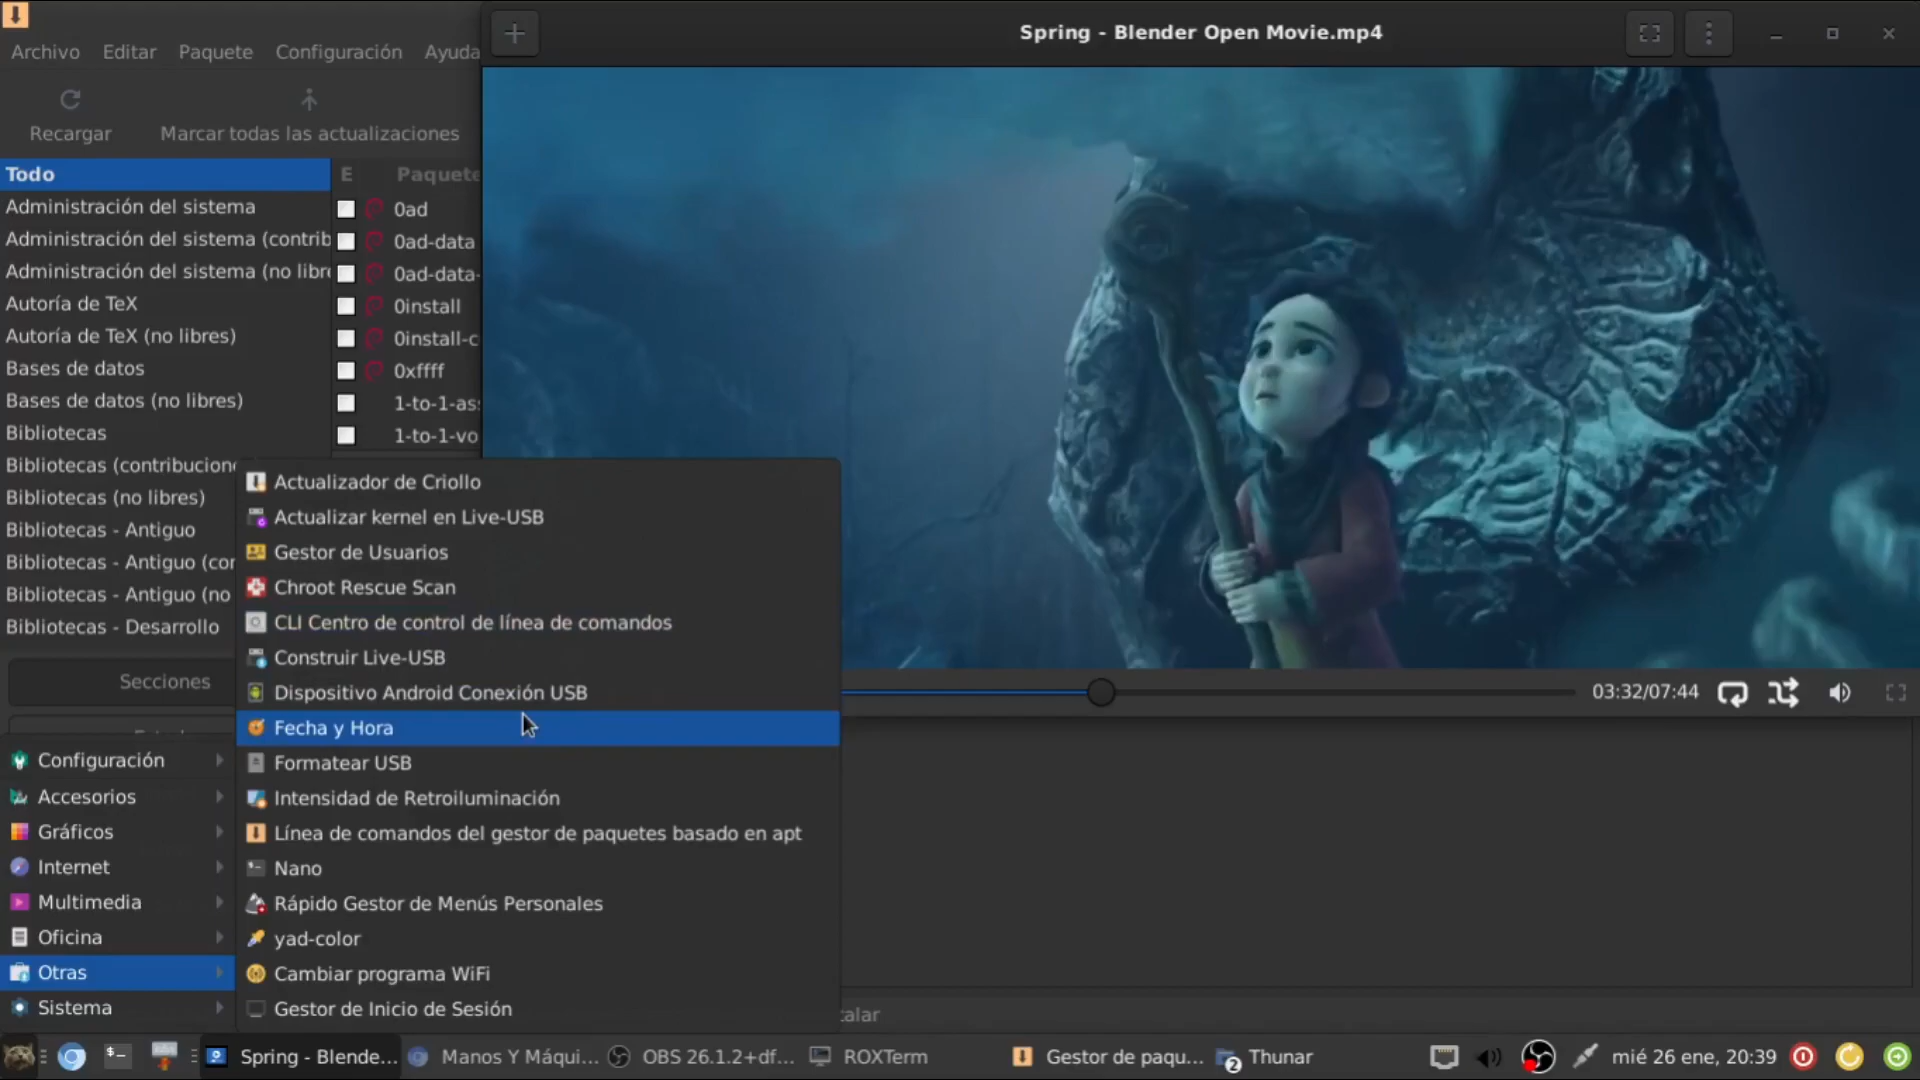 Spring - Blender Open Movie.mp4
Archivo Editar Paquete Configuración Ayuda
Recargar Marcar todas las actualizaciones
Todo
Administración del sistema
Administración del sistema (contrib
Administración del sistema (no libre
Autoría de TeX
Autoría de TeX (no libres)
Bases de datos
Bases de datos (no libres)
Bibliotecas
Bibliotecas (contribucione
Bibliotecas (no libres)
Bibliotecas - Antiguo
Bibliotecas - Antiguo (cor
Bibliotecas - Antiguo (no
Bibliotecas - Desarrollo
Secciones
E Paquete
0ad
0ad-data
0ad-data-
0install
0install-c
0xffff
1-to-1-as
1-to-1-vo
03:32/07:44
Actualizador de Criollo
Actualizar kernel en Live-USB
Gestor de Usuarios
Chroot Rescue Scan
CLI Centro de control de línea de comandos
Construir Live-USB
Dispositivo Android Conexión USB
Fecha y Hora
Formatear USB
Intensidad de Retroiluminación
Línea de comandos del gestor de paquetes basado en apt
Nano
Rápido Gestor de Menús Personales
yad-color
Cambiar programa WiFi
Gestor de Inicio de Sesión
Configuración
Accesorios
Gráficos
Internet
Multimedia
Oficina
Otras
Sistema
talar
Spring - Blende... Manos Y Máqui... OBS 26.1.2+df... ROXTerm Gestor de paqu... 2 Thunar mié 26 ene, 20:39